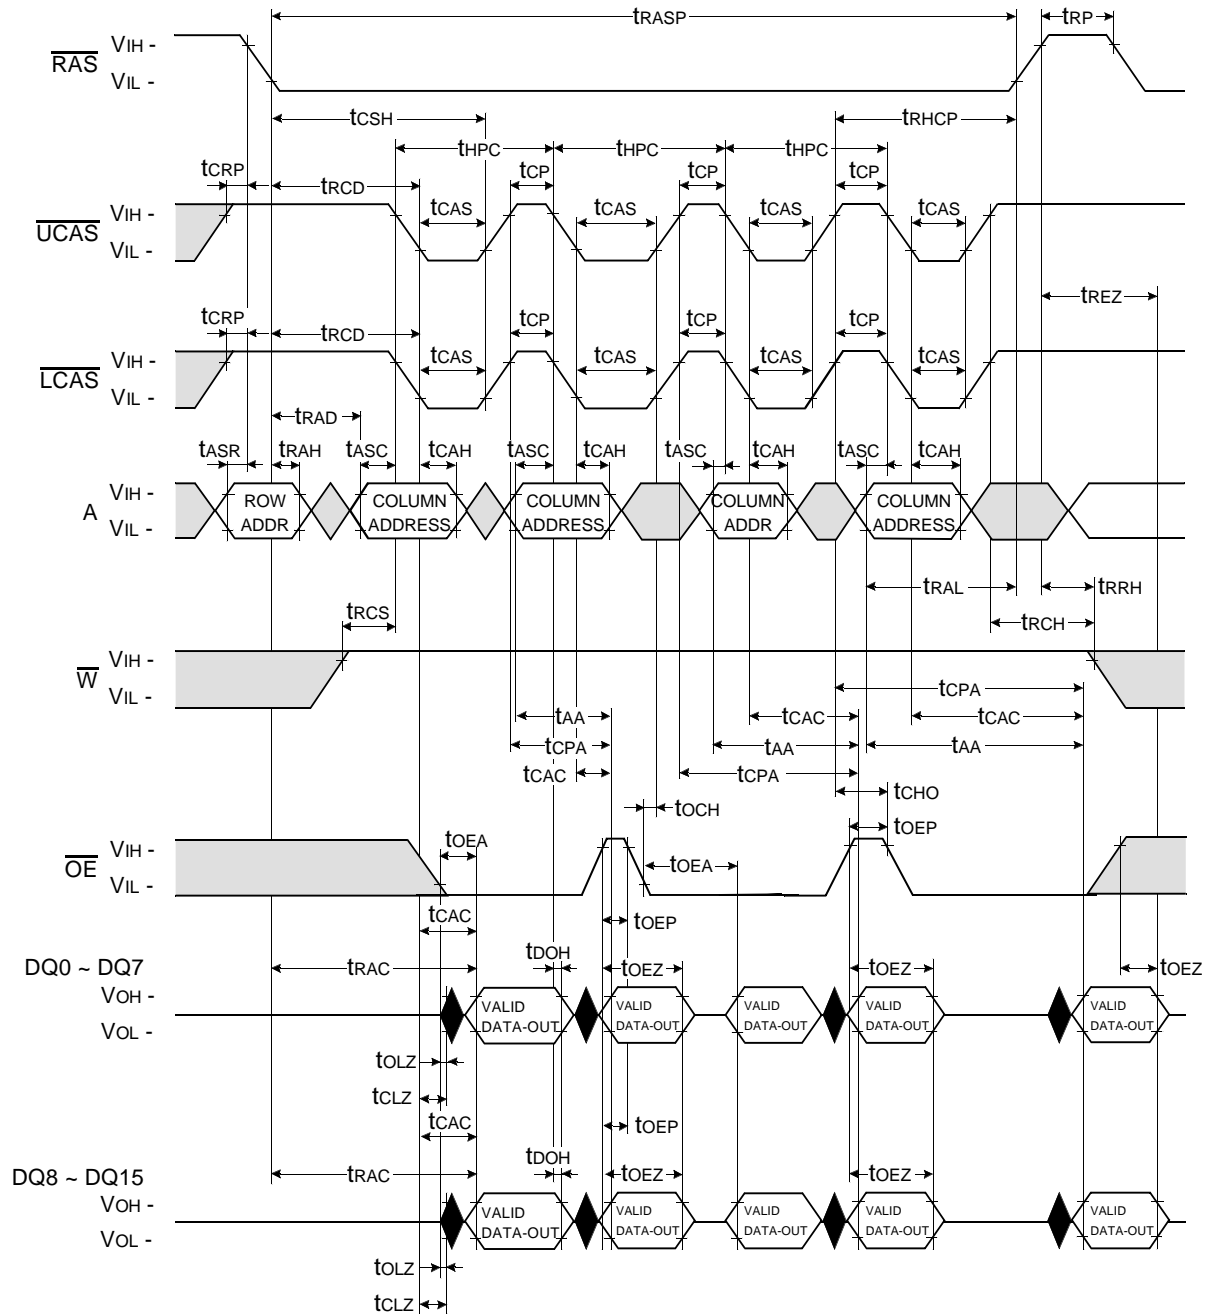 tRASP tRP
RAS VIH -
VIL -
tCSH tRHCP
tHPC tHPC tHPC
tCRP tRCD tCP tCP tCP
tCAS tCAS tCAS tCAS
UCAS VIH -
VIL -
tREZ
tCRP tRCD tCP tCP tCP
tCAS tCAS tCAS tCAS
LCAS VIH -
VIL -
tRAD
tASR tRAH tASC tCAH tASC tCAH tASC tCAH tASC tCAH
A VIH -
VIL -
ROW ADDR
COLUMN ADDRESS
COLUMN ADDRESS
COLUMN ADDR
COLUMN ADDRESS
tRAL tRRH
tRCS tRCH
W VIH -
VIL -
tCPA
tAA tCAC tCAC
tCPA tAA tAA
tCAC tCPA
tCHO
tOCH
tOEP
tOEA tOEA
OE VIH -
VIL -
tCAC tOEP
tDOH
DQ0 ~ DQ7 tRAC tOEZ tOEZ tOEZ
VOH -
VOL -
VALID DATA-OUT
VALID DATA-OUT
VALID DATA-OUT
VALID DATA-OUT
VALID DATA-OUT
tOLZ
tCLZ
tCAC tOEP
tDOH
DQ8 ~ DQ15 tRAC tOEZ tOEZ
VOH -
VOL -
VALID DATA-OUT
VALID DATA-OUT
VALID DATA-OUT
VALID DATA-OUT
VALID DATA-OUT
tOLZ
tCLZ